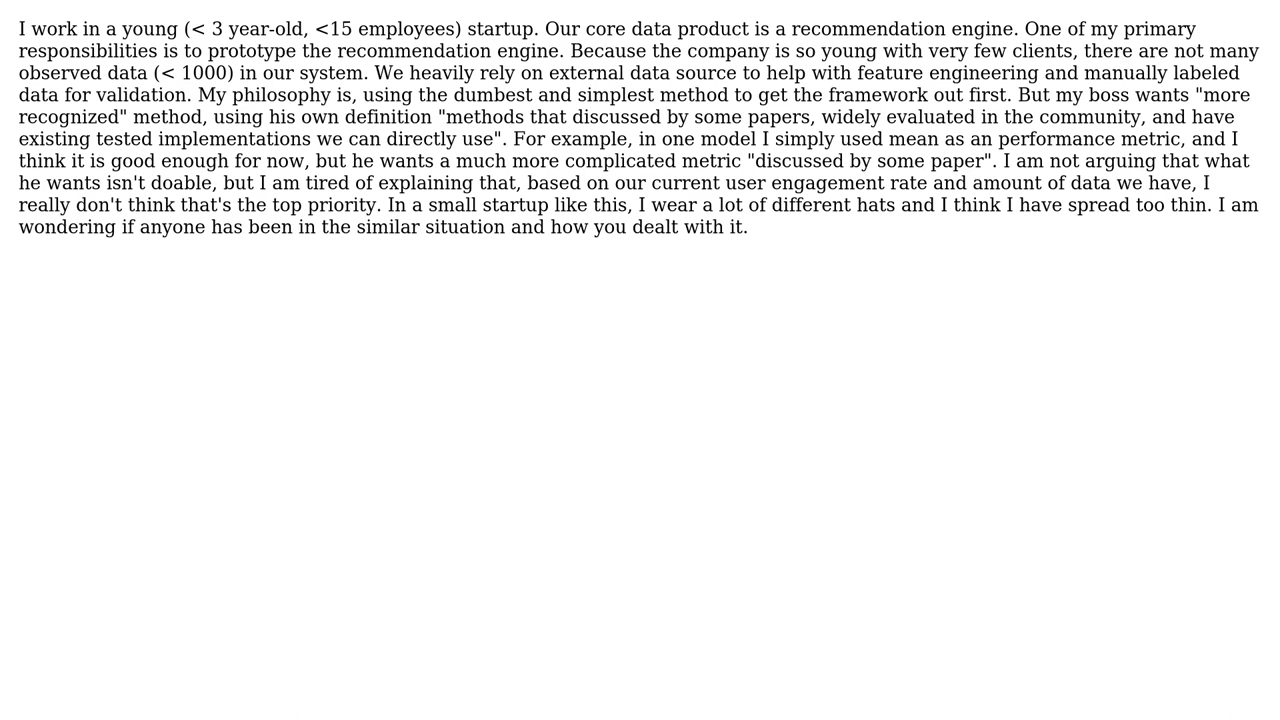 I work in a young (< 3 year-old, <15 employees) startup. Our core data product is a recommendation engine. One of my primary
responsibilities is to prototype the recommendation engine. Because the company is so young with very few clients, there are not many
observed data (< 1000) in our system. We heavily rely on external data source to help with feature engineering and manually labeled
data for validation. My philosophy is, using the dumbest and simplest method to get the framework out first. But my boss wants "more
recognized" method, using his own definition "methods that discussed by some papers, widely evaluated in the community, and have
existing tested implementations we can directly use". For example, in one model I simply used mean as an performance metric, and I
think it is good enough for now, but he wants a much more complicated metric "discussed by some paper". I am not arguing that what
he wants isn't doable, but I am tired of explaining that, based on our current user engagement rate and amount of data we have, I
really don't think that's the top priority. In a small startup like this, I wear a lot of different hats and I think I have spread too thin. I am
wondering if anyone has been in the similar situation and how you dealt with it.